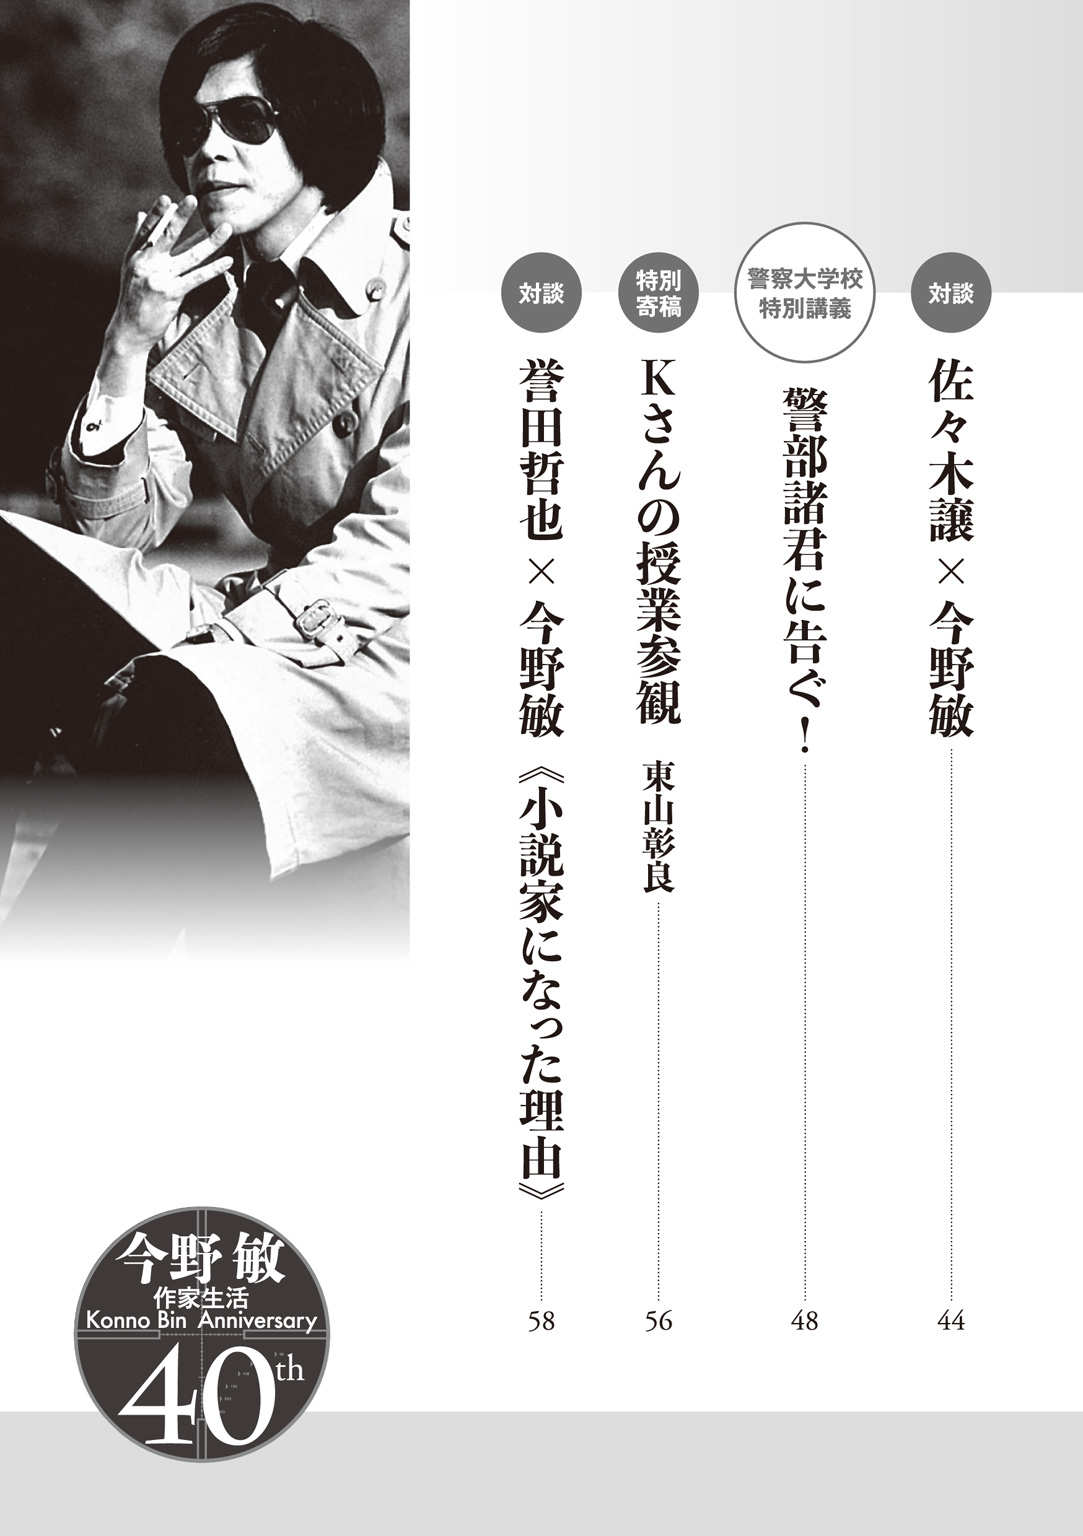 対談
佐々木譲×今野敏
44
警察大学校
特別講義
警部諸君に告ぐ!
48
特別
寄稿
Kさんの授業参観 東山彰良
56
対談
誉田哲也×今野敏《小説家になった理由》
58
今野 敏
作家生活
Konno Bin Anniversary
40th